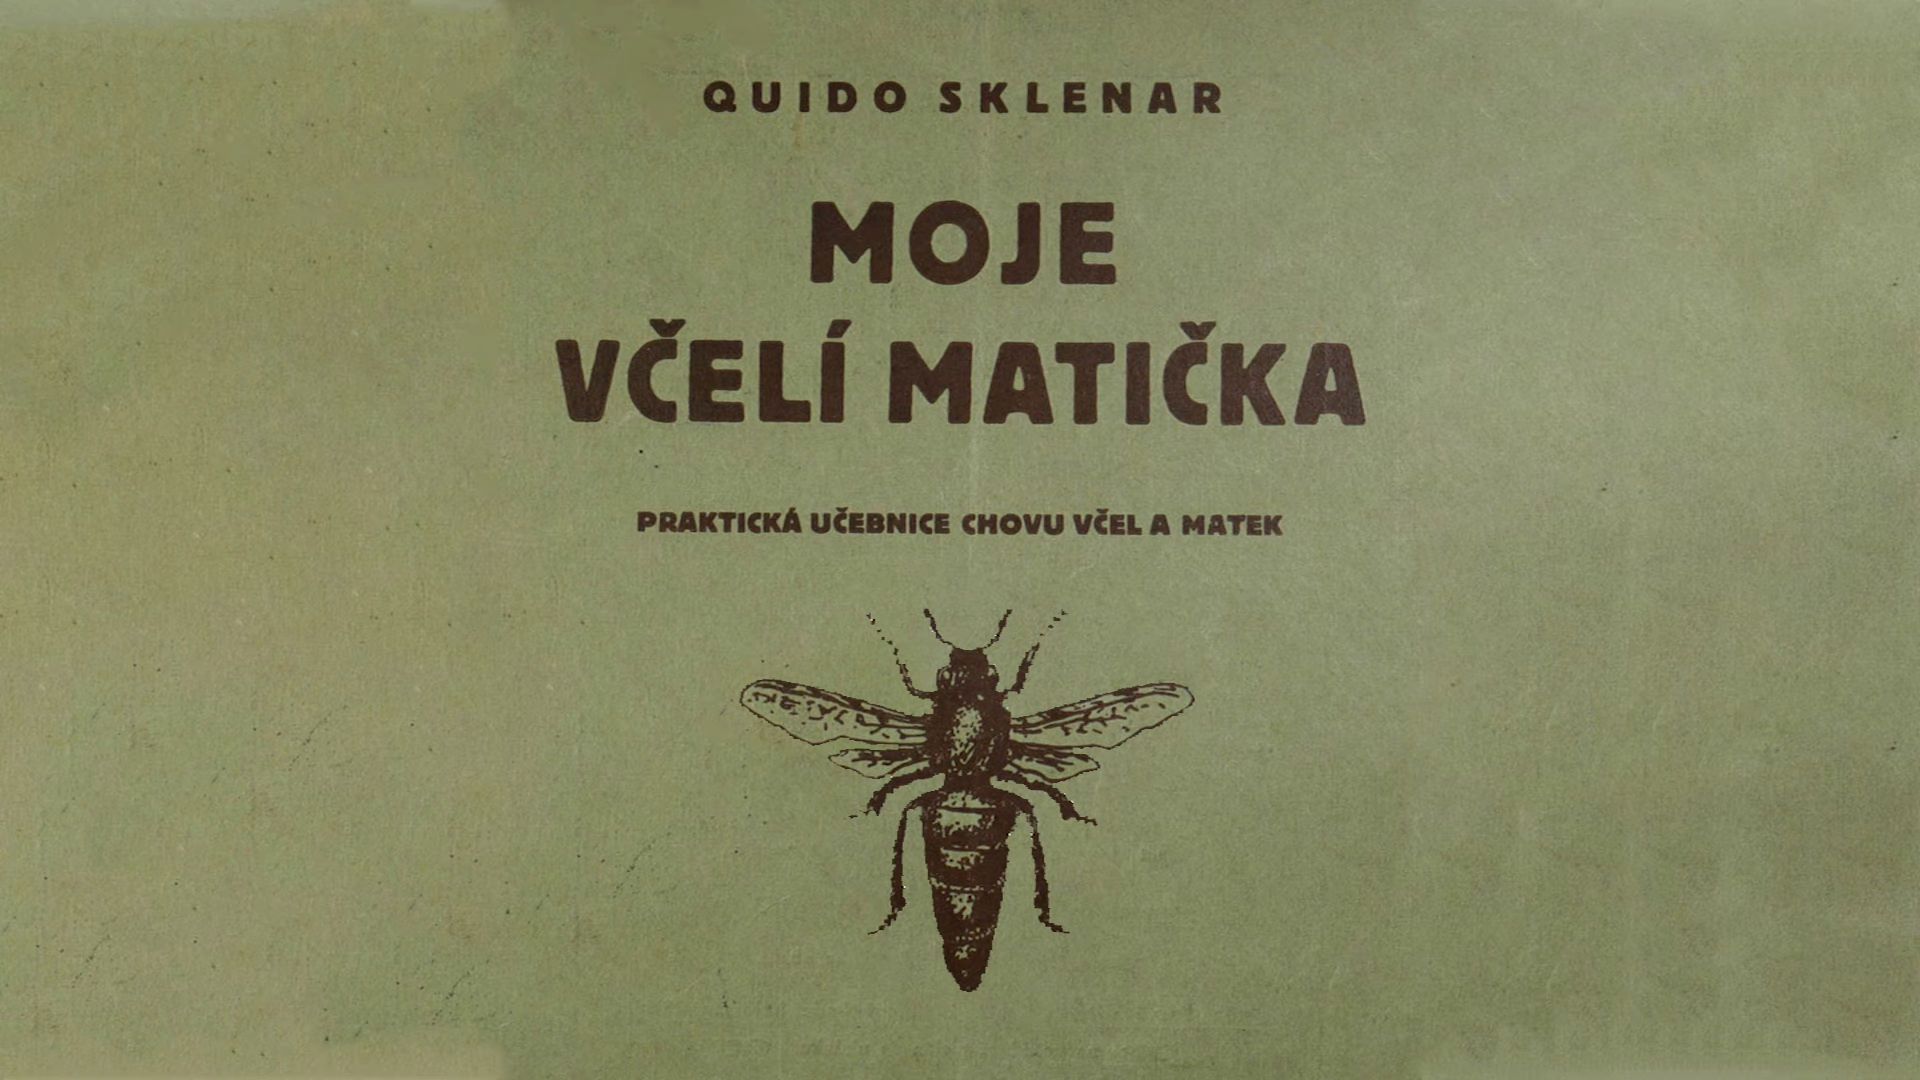 QUIDO SKLENAR
MOJE
VČELÍ MATIČKA
PRAKTICKÁ UČEBNICE CHOVU VČEL A MATEK